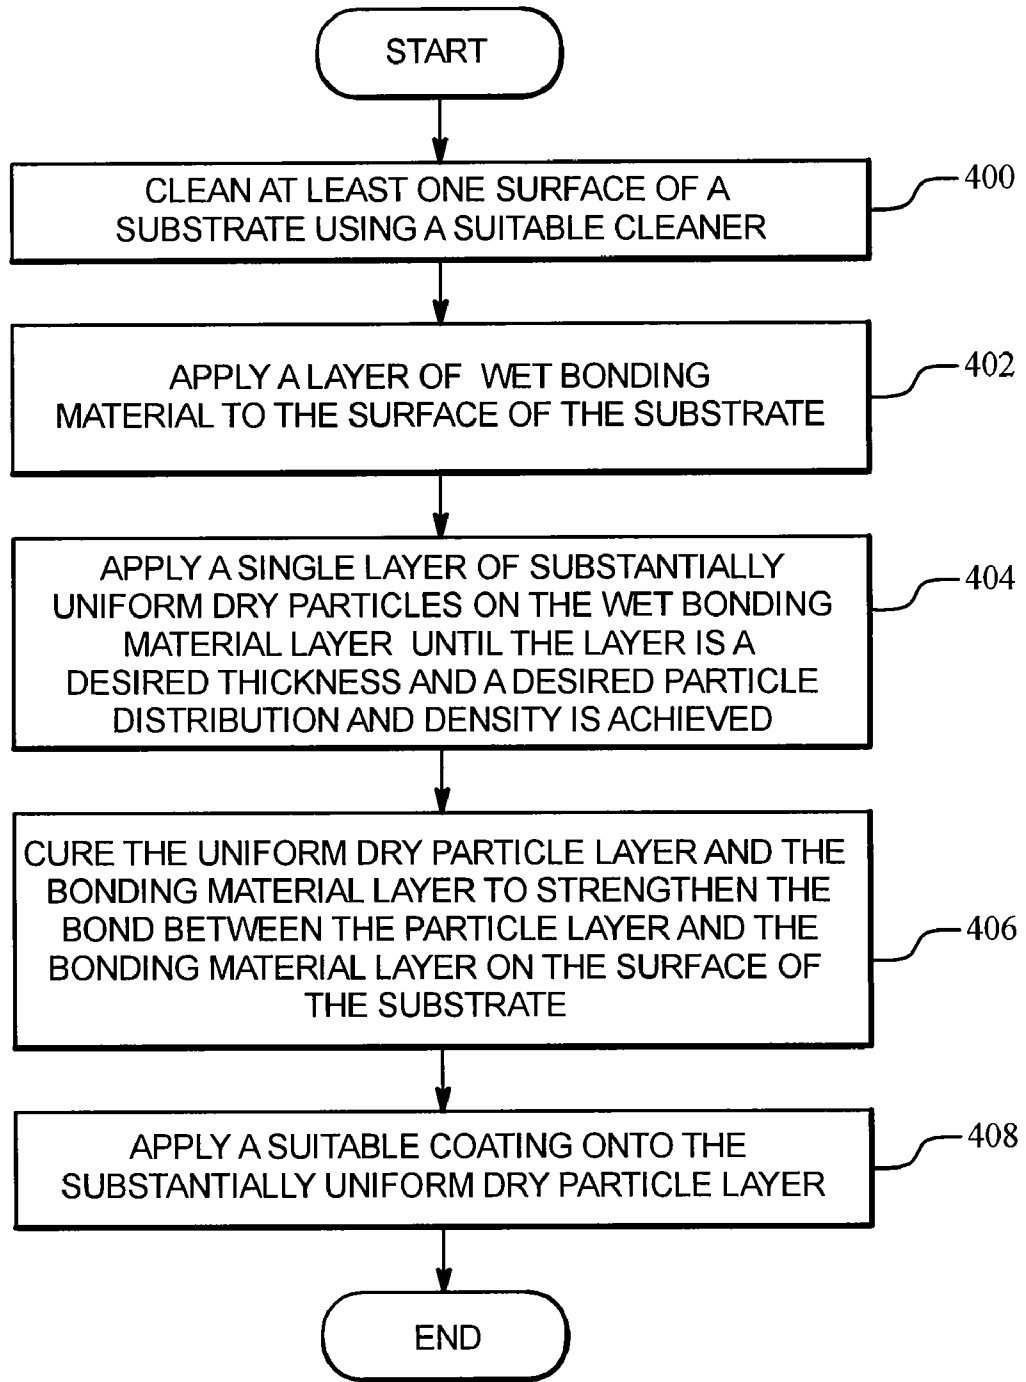 START
CLEAN AT LEAST ONE SURFACE OF A
SUBSTRATE USING A SUITABLE CLEANER
400
APPLY A LAYER OF WET BONDING
MATERIAL TO THE SURFACE OF THE SUBSTRATE
402
APPLY A SINGLE LAYER OF SUBSTANTIALLY
UNIFORM DRY PARTICLES ON THE WET BONDING
MATERIAL LAYER UNTIL THE LAYER IS A
DESIRED THICKNESS AND A DESIRED PARTICLE
DISTRIBUTION AND DENSITY IS ACHIEVED
404
CURE THE UNIFORM DRY PARTICLE LAYER AND THE
BONDING MATERIAL LAYER TO STRENGTHEN THE
BOND BETWEEN THE PARTICLE LAYER AND THE
BONDING MATERIAL LAYER ON THE SURFACE OF
THE SUBSTRATE
406
APPLY A SUITABLE COATING ONTO THE
SUBSTANTIALLY UNIFORM DRY PARTICLE LAYER
408
END